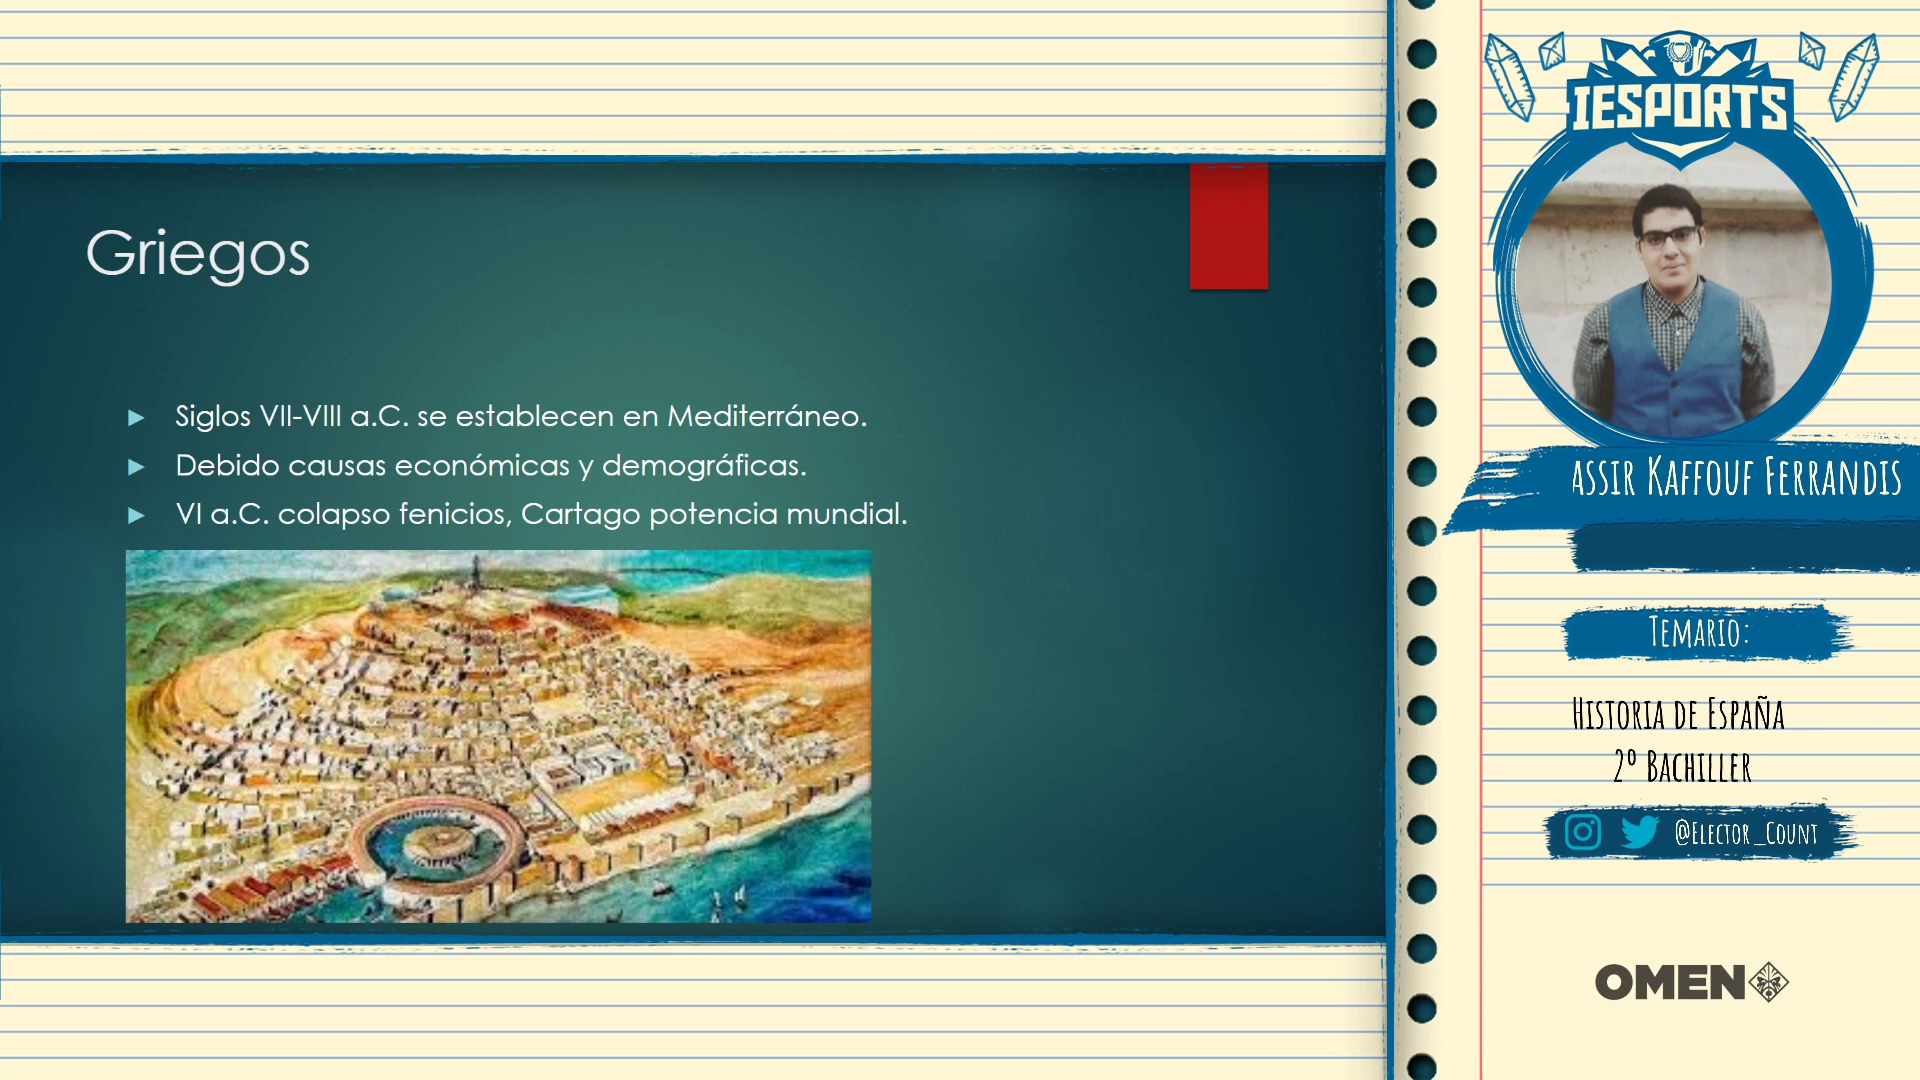 Griegos
Siglos VII-VIII a.C. se establecen en Mediterráneo.
Debido causas económicas y demográficas.
VI a.C. colapso fenicios, Cartago potencia mundial.
IESPORTS
ASSIR KAFFOUF FERRANDIS
TEMARIO:
HISTORIA DE ESPAÑA
2º BACHILLER
@ELECTOR_COUNT
OMEN